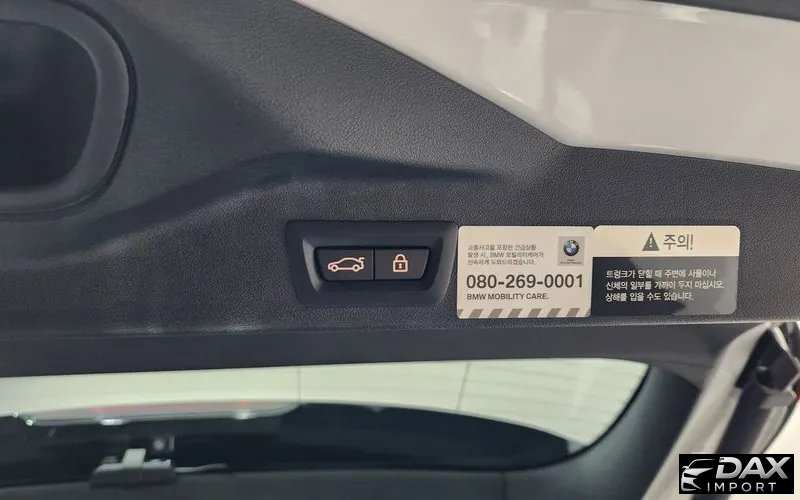 교통사고를 포함한 긴급상황
발생 시, BMW 모빌리티케어가
신속하게 도와드리겠습니다.
080-269-0001
BMW MOBILITY CARE.
주의!
트렁크가 닫힐 때 주변에 사물이나
신체의 일부를 가까이 두지 마십시오.
상해를 입을 수도 있습니다.
DAX
IMPORT